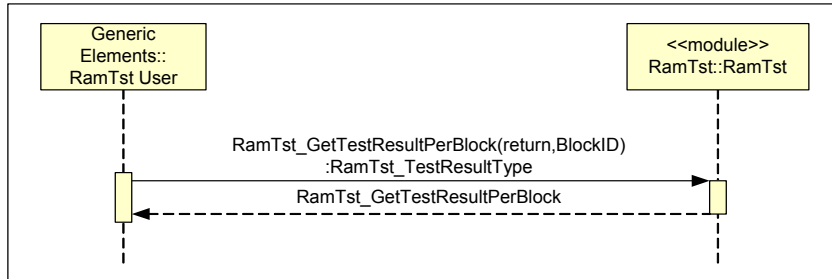 Generic
Elements::
RamTst User
<<module>>
RamTst::RamTst
RamTst_GetTestResultPerBlock(return,BlockID)
:RamTst_TestResultType
RamTst_GetTestResultPerBlock